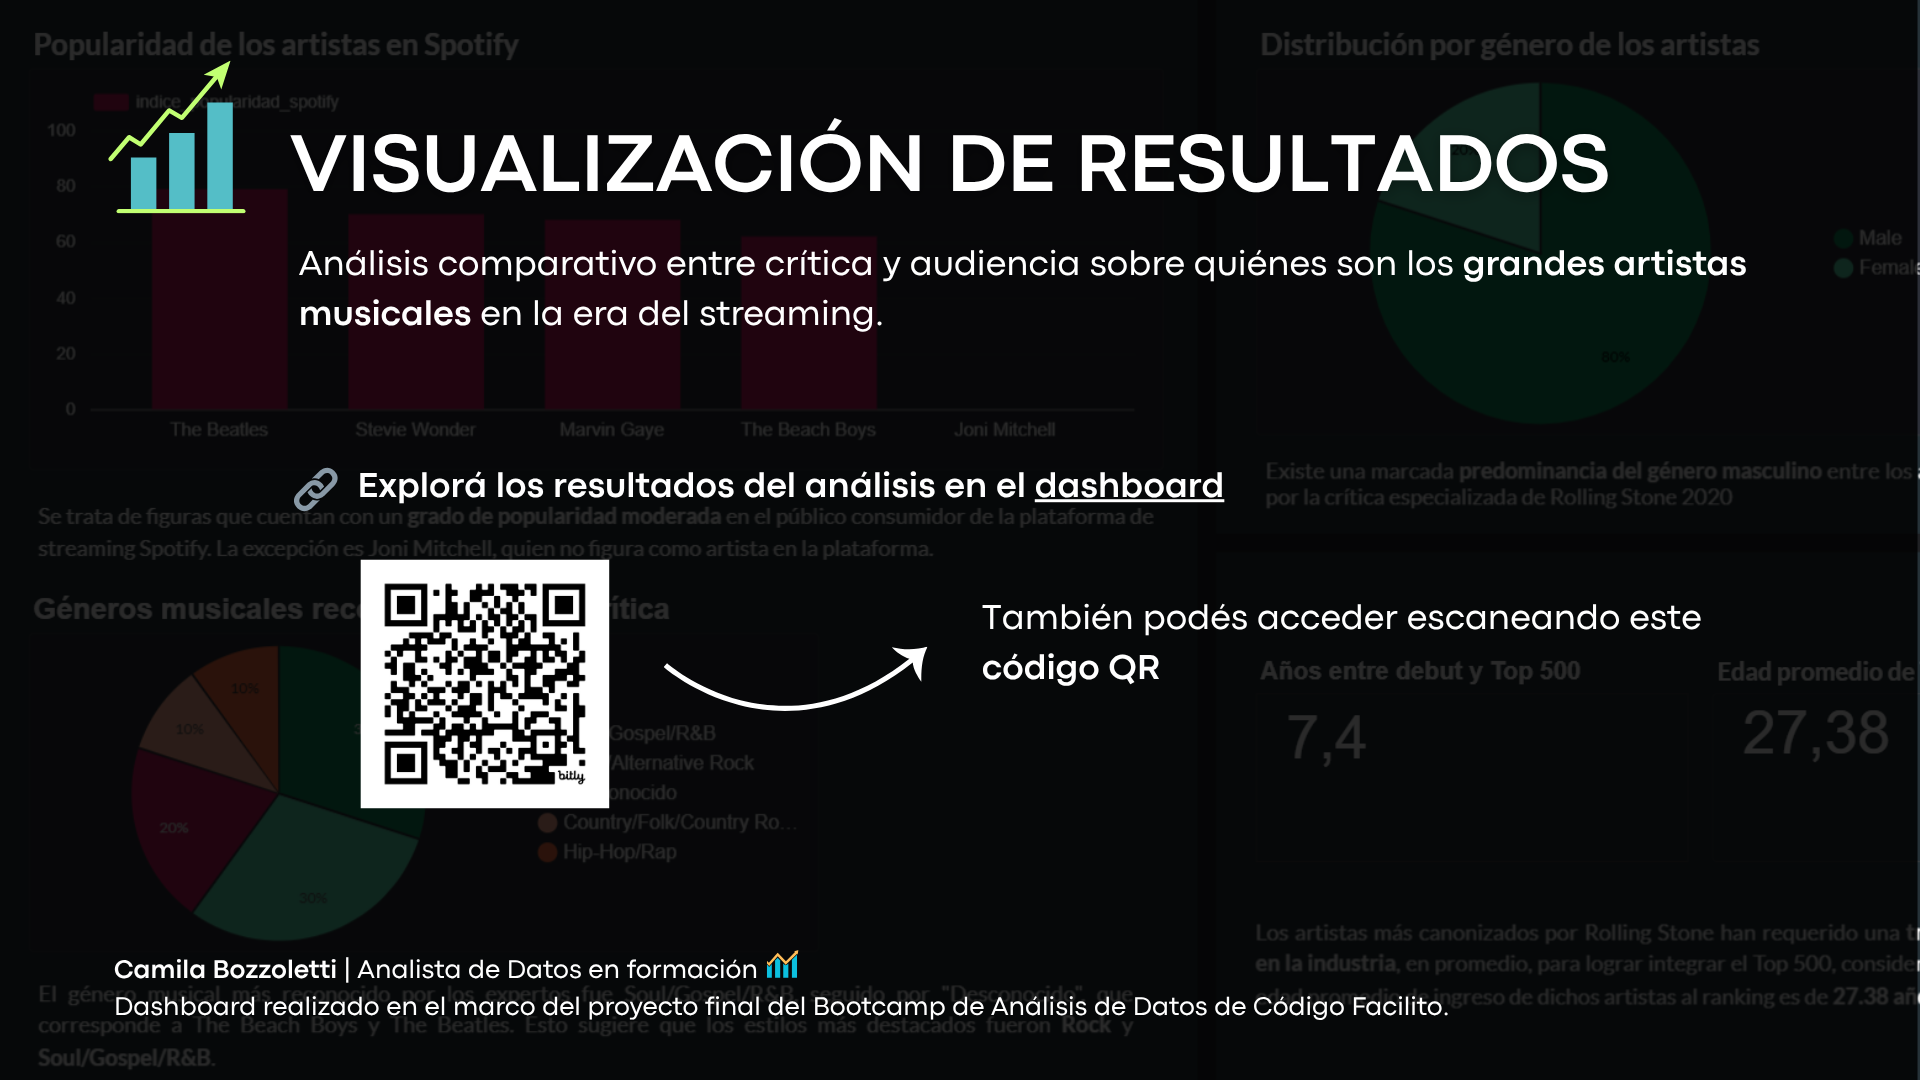 Popularidad de los artistas en Spotify
indice_popularidad_spotify
100
80
60
40
20
0
The Beatles
Stevie Wonder
Marvin Gaye
The Beach Boys
Joni Mitchell
Distribución por género de los artistas
Male
80%
VISUALIZACIÓN DE RESULTADOS
Análisis comparativo entre crítica y audiencia sobre quiénes son los grandes artistas
musicales en la era del streaming.
Existe una marcada predominancia del género masculino entre los
por la crítica especializada de Rolling Stone 2020
Explorá los resultados del análisis en el dashboard
Se trata de figuras que cuentan con un grado de popularidad moderada en el público consumidor de la plataforma de
streaming Spotify. La excepción es Joni Mitchell, quien no figura como artista en la plataforma.
Géneros musicales
10%
10%
20%
30%
Gospel/R&B
/Alternative Rock
Country/Folk/Country Ro...
Hip-Hop/Rap
bitly
También podés acceder escaneando este
código QR
Años entre debut y Top 500
7,4
Edad promedio de
27,38
Los artistas más canonizados por Rolling Stone han requerido una
en la industria, en promedio, para lograr integrar el Top 500,
edad promedio de ingreso de dichos artistas al ranking es de 27.38
Camila Bozzoletti | Analista de Datos en formación
Dashboard realizado en el marco del proyecto final del Bootcamp de Análisis de Datos de Código Facilito.
El género musical más reconocido por los expertos fue Soul/Gospel/R&B, seguido por "Desconocido", que
corresponde a The Beach Boys y The Beatles. Esto sugiere que los estilos más destacados fueron Rock y
Soul/Gospel/R&B.